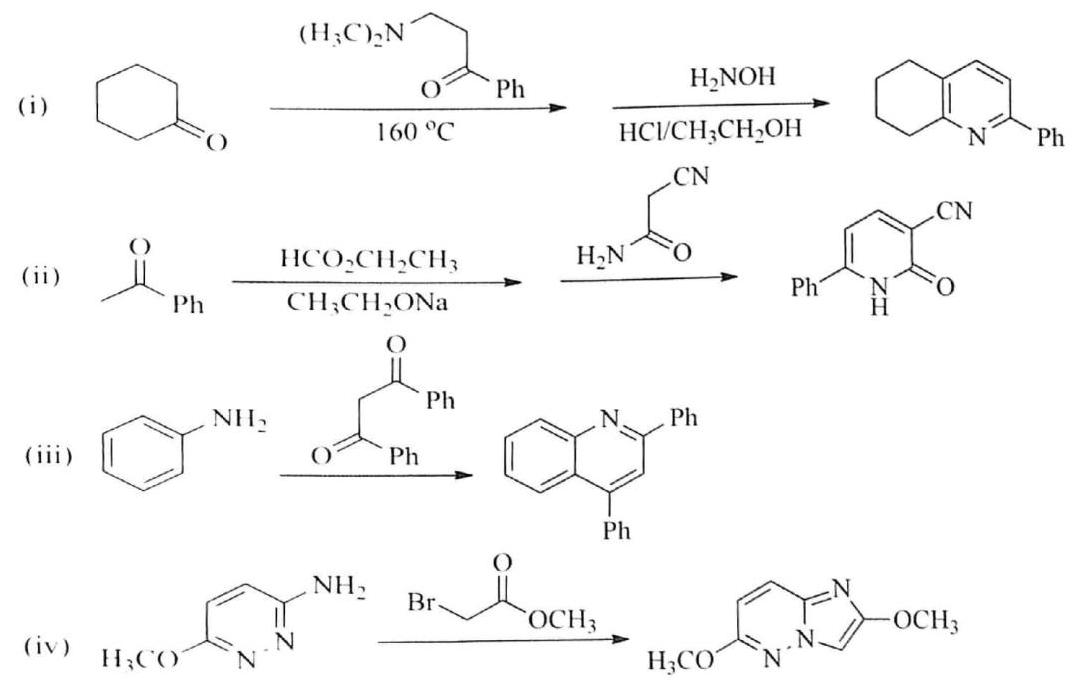 (i) (H₃C)₂N O Ph 160 °C H₂NOH HCl/CH₃CH₂OH O N Ph
(ii) O Ph HCO₂CH₂CH₃ CH₃CH₂ONa CN H₂N O CN Ph N H O
(iii) NH₂ O Ph O Ph N Ph Ph
(iv) NH₂ N N H₃CO Br O OCH₃ N OCH₃ N N H₃CO